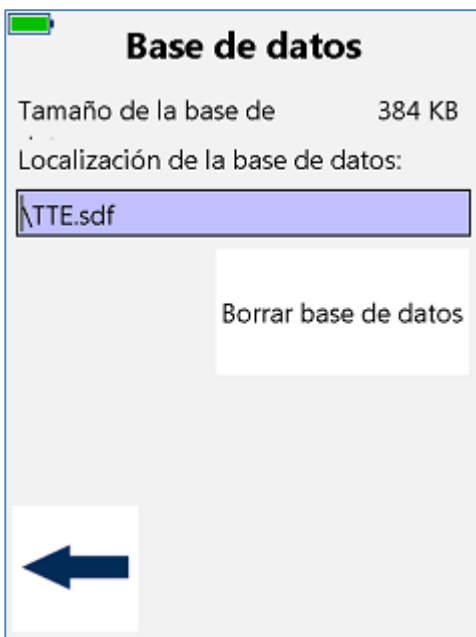 Base de datos
Tamaño de la base de 384 KB
Localización de la base de datos:
\TTE.sdf
Borrar base de datos